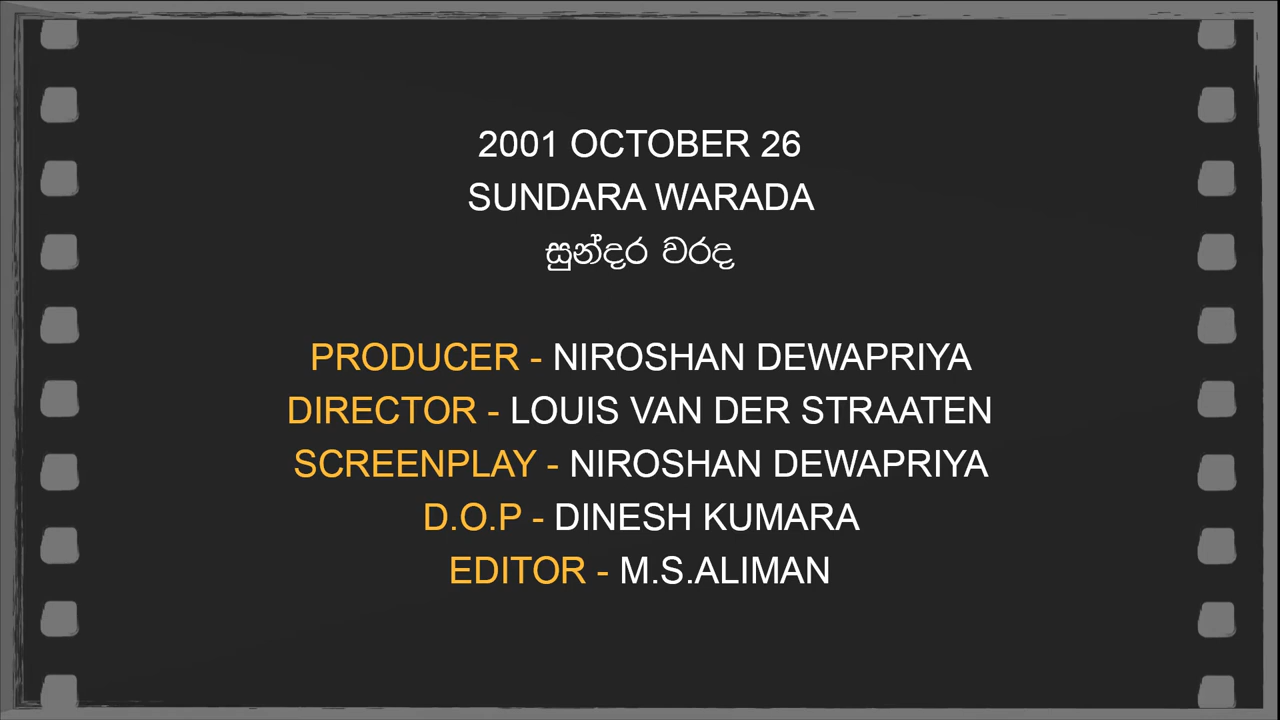 2001 OCTOBER 26
SUNDARA WARADA
සුන්දර වරද
PRODUCER - NIROSHAN DEWAPRIYA
DIRECTOR - LOUIS VAN DER STRAATEN
SCREENPLAY - NIROSHAN DEWAPRIYA
D.O.P - DINESH KUMARA
EDITOR - M.S.ALIMAN